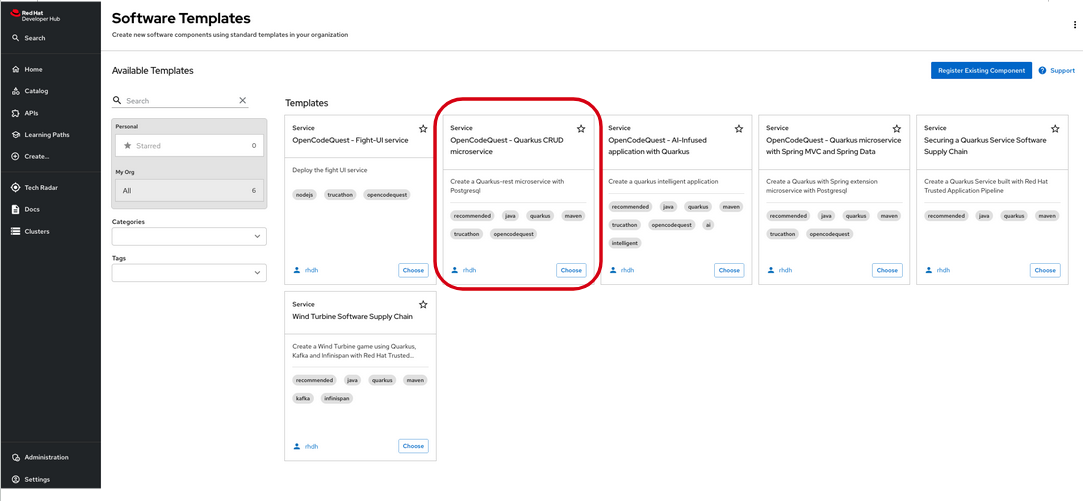 Red Hat
Developer Hub
Search
Home
Catalog
APIs
Learning Paths
Create...
Tech Radar
Docs
Clusters
Administration
Settings
Software Templates
Create new software components using standard templates in your organization
Available Templates
Register Existing Component
Support
Search
Personal
Starred 0
My Org
All 6
Categories
Tags
Templates
Service
OpenCodeQuest - Fight-UI service
Deploy the fight UI service
nodejs trucathon opencodequest
rhdh Choose
Service
OpenCodeQuest - Quarkus CRUD
microservice
Create a Quarkus-rest microservice with
Postgresql
recommended java quarkus maven
trucathon opencodequest
rhdh Choose
Service
OpenCodeQuest - AI-Infused
application with Quarkus
Create a quarkus intelligent application
recommended java quarkus maven
trucathon opencodequest ai
intelligent
rhdh Choose
Service
OpenCodeQuest - Quarkus microservice
with Spring MVC and Spring Data
Create a Quarkus with Spring extension
microservice with Postgresql
recommended java quarkus maven
trucathon opencodequest
rhdh Choose
Service
Securing a Quarkus Service Software
Supply Chain
Create a Quarkus Service built with Red Hat
Trusted Application Pipeline
recommended java quarkus maven
rhdh Choose
Service
Wind Turbine Software Supply Chain
Create a Wind Turbine game using Quarkus,
Kafka and Infinispan with Red Hat Trusted...
recommended java quarkus maven
kafka infinispan
rhdh Choose